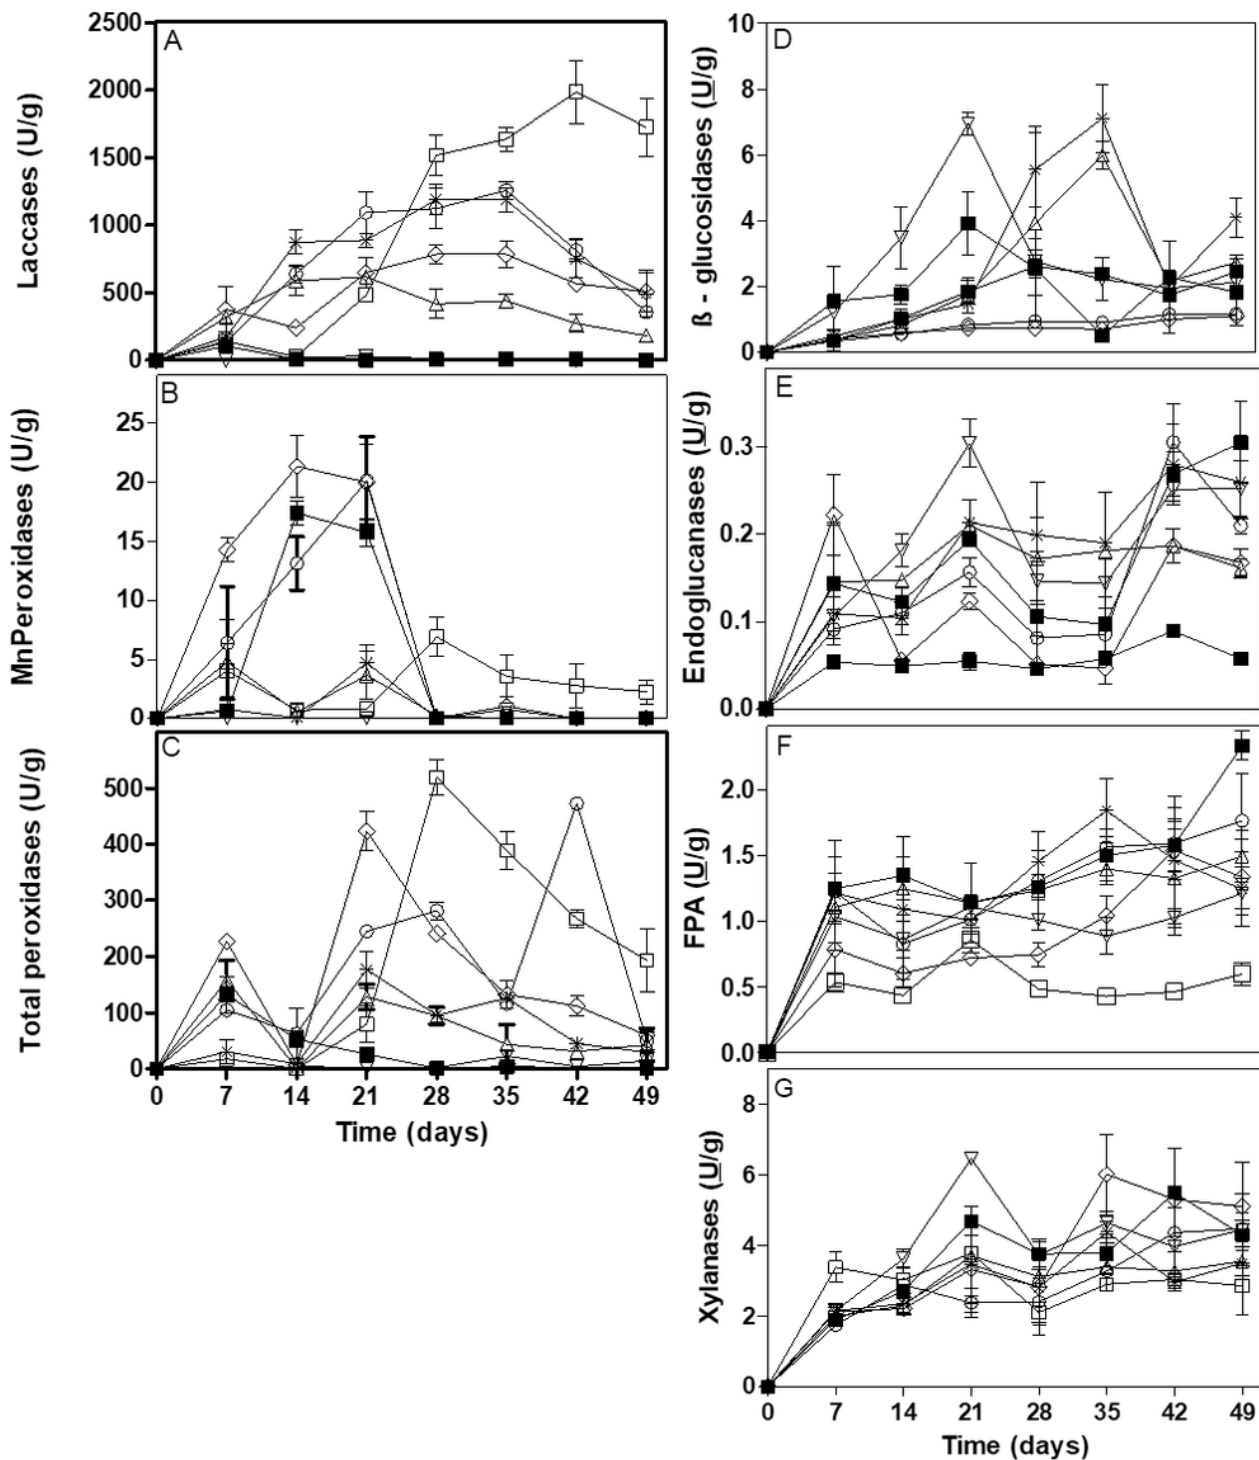 A
Laccases (U/g)
2500
2000
1500
1000
500
0
B
MnPeroxidases (U/g)
25
20
15
10
5
0
C
Total peroxidases (U/g)
500
400
300
200
100
0
0 7 14 21 28 35 42 49
Time (days)
D
ß - glucosidases (U/g)
10
8
6
4
2
0
E
Endoglucanases (U/g)
0.3
0.2
0.1
0.0
F
FPA (U/g)
2.0
1.5
1.0
0.5
0.0
G
Xylanases (U/g)
8
6
4
2
0
0 7 14 21 28 35 42 49
Time (days)